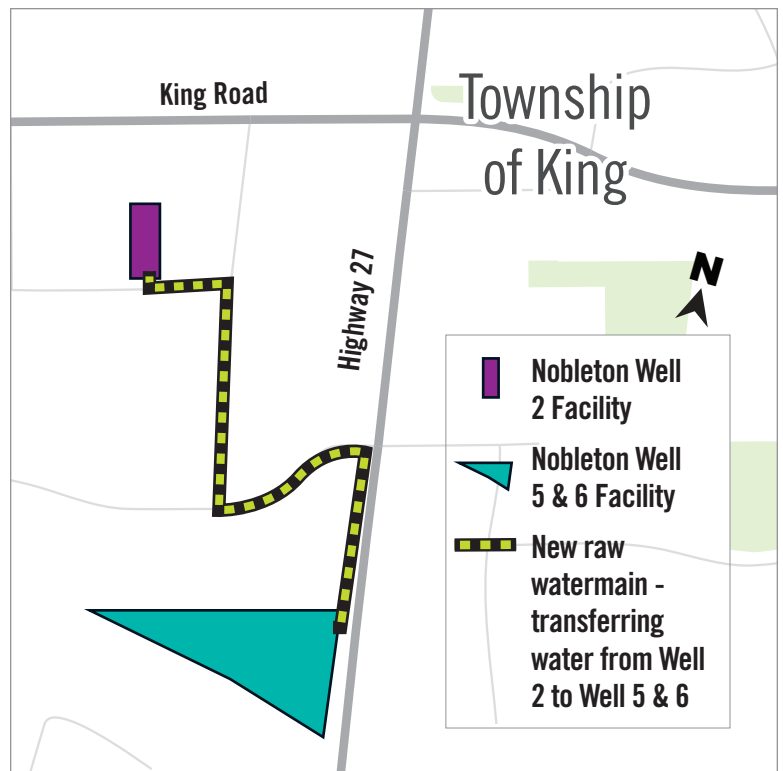 King Road
Township
of King
Highway 27
N
Nobleton Well
2 Facility
Nobleton Well
5 & 6 Facility
New raw
watermain -
transferring
water from Well
2 to Well 5 & 6